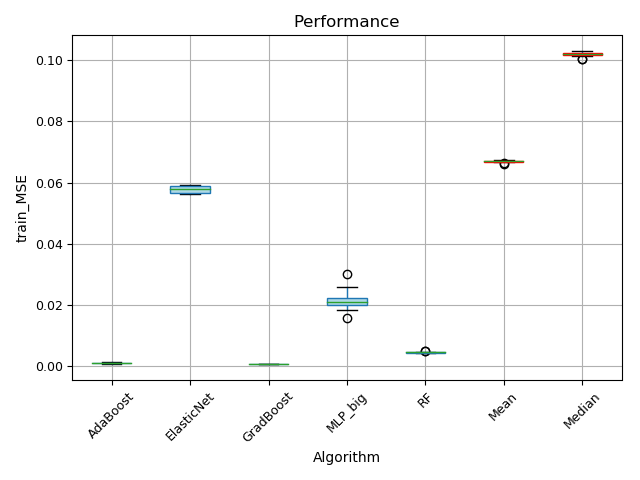 Performance
train_MSE
0.10
0.08
0.06
0.04
0.02
0.00
AdaBoost
ElasticNet
GradBoost
MLP_big
RF
Mean
Median
Algorithm